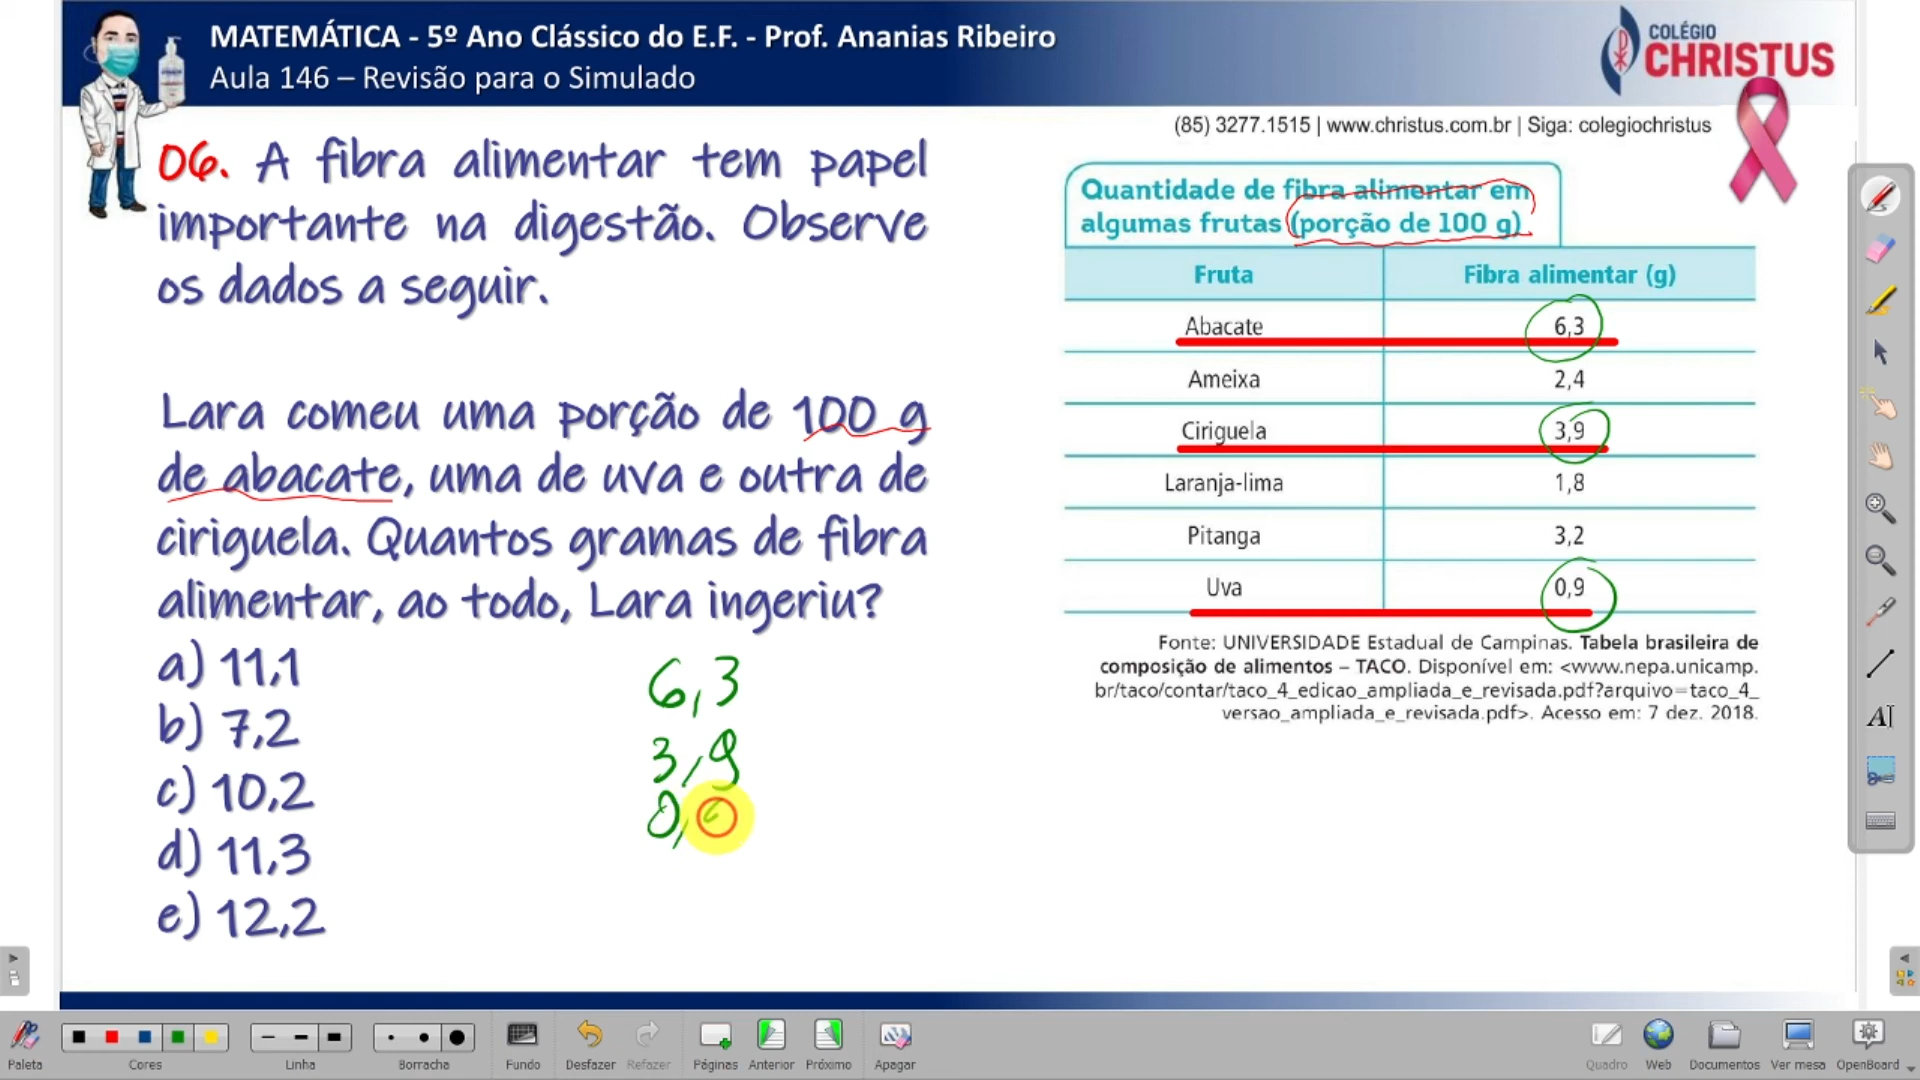 MATEMÁTICA - 5º Ano Clássico do E.F. - Prof. Ananias Ribeiro
Aula 146 – Revisão para o Simulado
COLÉGIO
CHRISTUS
(85) 3277.1515 | www.christus.com.br | Siga: colegiochristus
06. A fibra alimentar tem papel
importante na digestão. Observe
os dados a seguir.
Lara comeu uma porção de 100 g
de abacate, uma de uva e outra de
ciriguela. Quantos gramas de fibra
alimentar, ao todo, Lara ingeriu?
a) 11,1
b) 7,2
c) 10,2
d) 11,3
e) 12,2
6,3
3,9
0,
Quantidade de fibra alimentar em
algumas frutas (porção de 100 g)
Fruta Fibra alimentar (g)
Abacate 6,3
Ameixa 2,4
Ciriguela 3,9
Laranja-lima 1,8
Pitanga 3,2
Uva 0,9
Fonte: UNIVERSIDADE Estadual de Campinas. Tabela brasileira de
composição de alimentos – TACO. Disponível em: <www.nepa.unicamp.
br/taco/contar/taco_4_edicao_ampliada_e_revisada.pdf?arquivo=taco_4_
versao_ampliada_e_revisada.pdf>. Acesso em: 7 dez. 2018.
AI
Paleta Cores Linha Borracha Fundo Desfazer Refazer Páginas Anterior Próximo Apagar Quadro Web Documentos Ver mesa OpenBoard